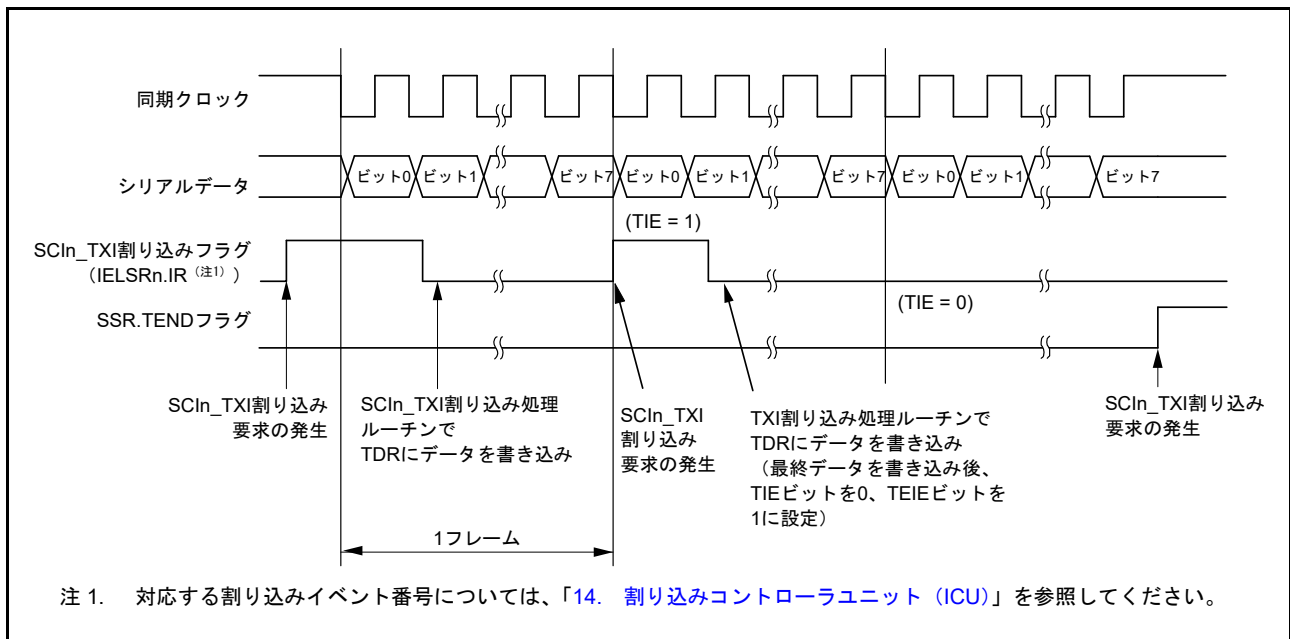 同期クロック
シリアルデータ
ビット0 ビット1 ビット7 ビット0 ビット1 ビット7 ビット0 ビット1 ビット7
(TIE = 1)
SCIn_TXI割り込みフラグ
（IELSRn.IR（注1））
(TIE = 0)
SSR.TENDフラグ
SCIn_TXI割り込み
要求の発生
SCIn_TXI割り込み処理
ルーチンで
TDRにデータを書き込み
SCIn_TXI
割り込み
要求の発生
TXI割り込み処理ルーチンで
TDRにデータを書き込み
（最終データを書き込み後、
TIEビットを0、TEIEビットを
1に設定）
SCIn_TXI割り込み
要求の発生
1フレーム
注 1. 対応する割り込みイベント番号については、「14. 割り込みコントローラユニット（ICU）」を参照してください。